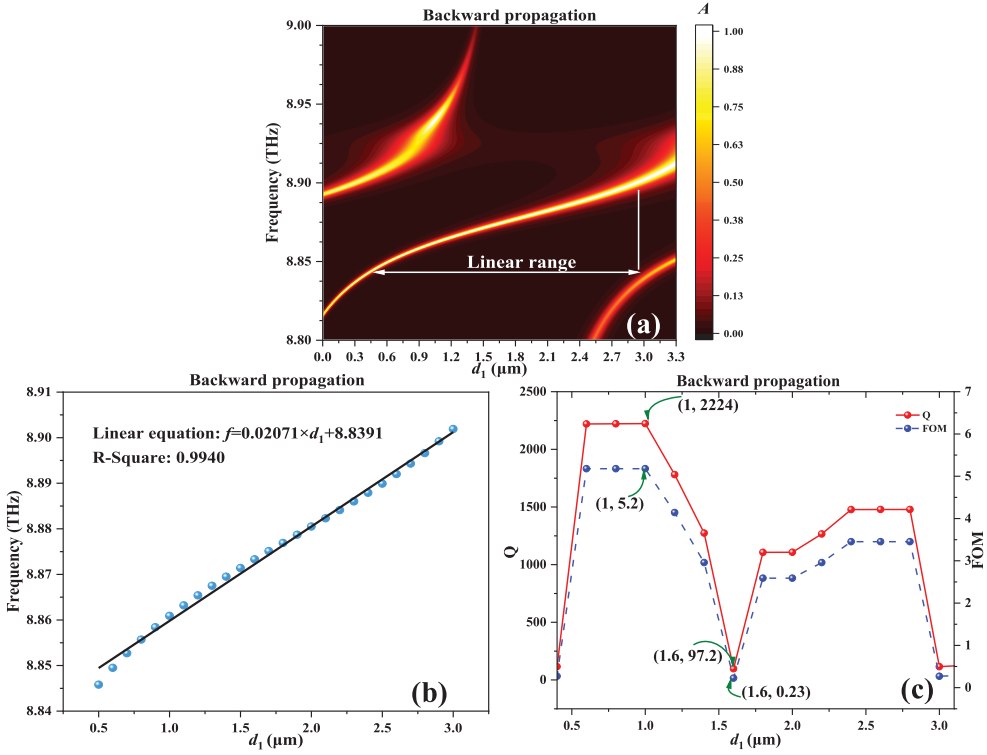 Backward propagation
A
9.00
8.95
8.90
8.85
8.80
Frequency (THz)
Linear range
(a)
0.0 0.3 0.6 0.9 1.2 1.5 1.8 2.1 2.4 2.7 3.0 3.3
d₁ (μm)
1.00
0.88
0.75
0.63
0.50
0.38
0.25
0.13
0.00
Backward propagation
8.91
8.90
8.89
8.88
8.87
8.86
8.85
8.84
Frequency (THz)
Linear equation: f=0.02071×d₁+8.8391
R-Square: 0.9940
(b)
0.5 1.0 1.5 2.0 2.5 3.0
d₁ (μm)
Backward propagation
2500
2250
2000
1750
1500
1250
1000
750
500
250
0
Q
(1, 2224)
(1, 5.2)
(1.6, 97.2)
(1.6, 0.23)
Q
FOM
(c)
7
6
5
4
3
2
1
0
FOM
0.5 1.0 1.5 2.0 2.5 3.0
d₁ (μm)